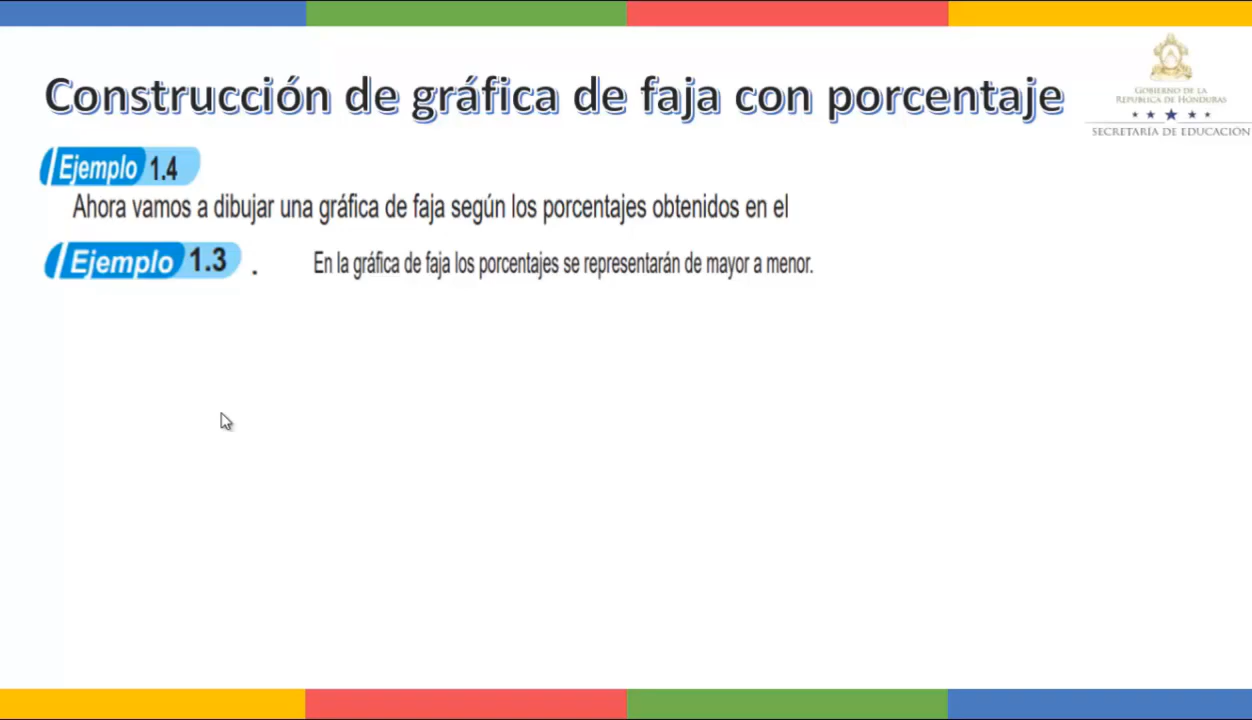 Construcción de gráfica de faja con porcentaje
GOBIERNO DE LA
REPÚBLICA DE HONDURAS
SECRETARÍA DE EDUCACIÓN
Ejemplo 1.4
Ahora vamos a dibujar una gráfica de faja según los porcentajes obtenidos en el
Ejemplo 1.3 . En la gráfica de faja los porcentajes se representarán de mayor a menor.